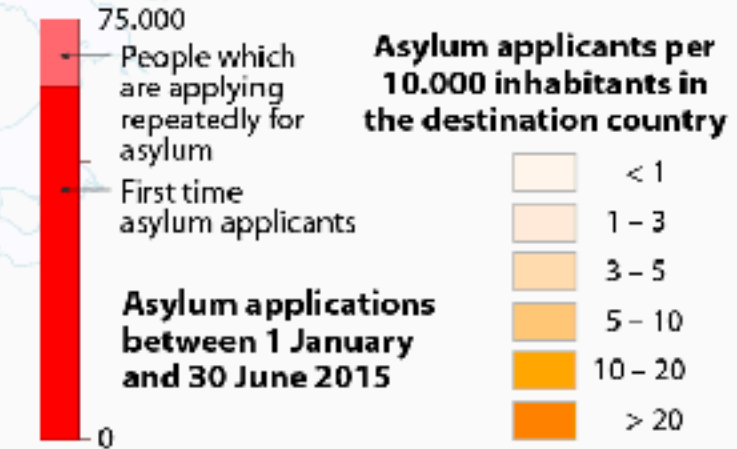 75.000
People which
are applying
repeatedly for
asylum
First time
asylum applicants
Asylum applications
between 1 January
and 30 June 2015
0
Asylum applicants per
10.000 inhabitants in
the destination country
< 1
1 – 3
3 – 5
5 – 10
10 – 20
> 20